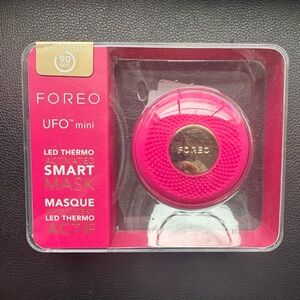 90
FOREO
UFO™ mini
LED THERMO
ACTIVATED
SMART
MASK
MASQUE
LED THERMO
ACTIF
FOREO